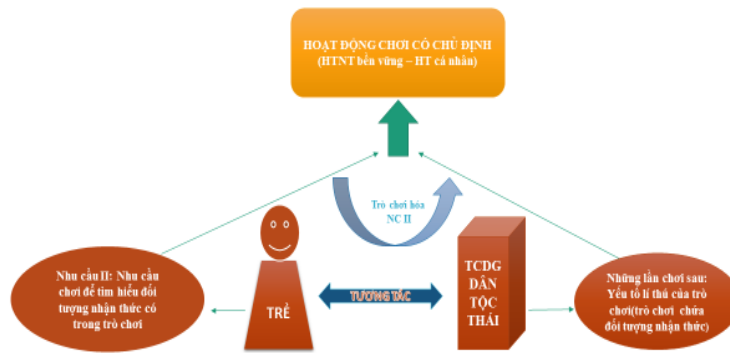 HOẠT ĐỘNG CHƠI CÓ CHỦ ĐỊNH
(HTNT bền vững – HT cá nhân)
Trò chơi hóa
NC II
Nhu cầu II: Nhu cầu
chơi để tìm hiểu đối
tượng nhận thức có
trong trò chơi
TRẺ
TƯƠNG TÁC
TCDG
DÂN
TỘC
THÁI
Những lần chơi sau:
Yếu tố lí thú của trò
chơi(trò chơi chứa
đối tượng nhận thức)